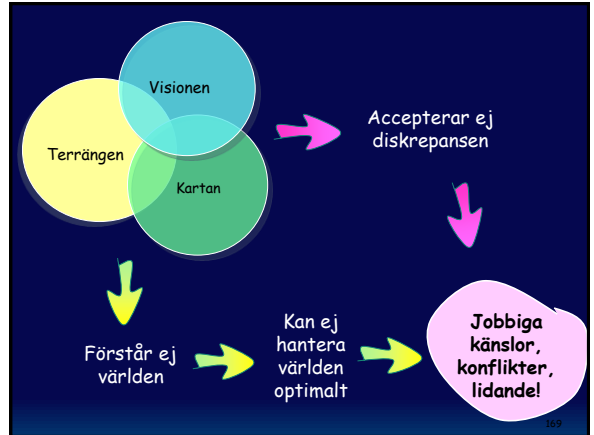 Visionen
Terrängen
Kartan
Accepterar ej
diskrepansen
Förstår ej
världen
Kan ej
hantera
världen
optimalt
Jobbiga
känslor,
konflikter,
lidande!
169